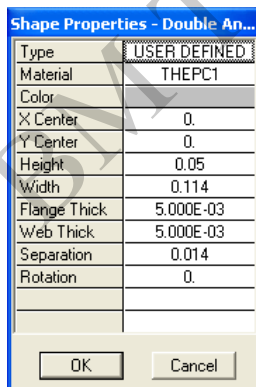 Shape Properties - Double An...
Type USER DEFINED
Material THEPC1
Color
X Center 0.
Y Center 0.
Height 0.05
Width 0.114
Flange Thick 5.000E-03
Web Thick 5.000E-03
Separation 0.014
Rotation 0.
OK Cancel